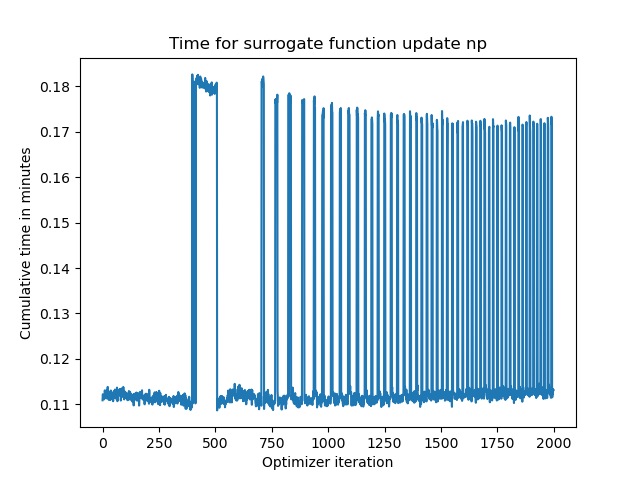 Time for surrogate function update np
Cumulative time in minutes
0.18
0.17
0.16
0.15
0.14
0.13
0.12
0.11
0 250 500 750 1000 1250 1500 1750 2000
Optimizer iteration